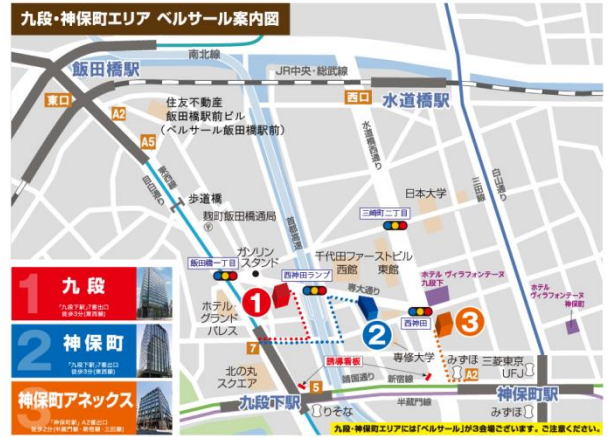 九段・神保町エリア ベルサール案内図
飯田橋駅
南北線
JR中央・総武線
東口
A2
A5
住友不動産
飯田橋駅前ビル
(ベルサール飯田橋駅前)
西口
水道橋駅
水道橋西通り
東西線
目白通り
歩道橋
麹町飯田橋通局
首都高速
日本大学
三田線
白山通り
三崎町二丁目
飯田橋一丁目
ガソリン
スタンド
西神田ランプ
千代田ファーストビル
西館
東館
ホテル ヴィラフォンテーヌ
九段下
ホテル
ヴィラフォンテーヌ
神保町
専大通り
1
2
3
西神田
ホテル・
グランド
パレス
7
北の丸
スクエア
誘導看板
専修大学
みずほ
三菱東京
UFJ
靖国通り
新宿線
A2
5
九段下駅
りそな
半蔵門線
神保町駅
みずほ
1 九段
「九段下駅」7番出口
徒歩3分(東西線)
2 神保町
「九段下駅」7番出口
徒歩3分(東西線)
3 神保町アネックス
「神保町駅」A2番出口
徒歩2分(半蔵門線・新宿線・三田線)
九段・神保町エリアには「ベルサール」が3会場ございます。ご注意ください。